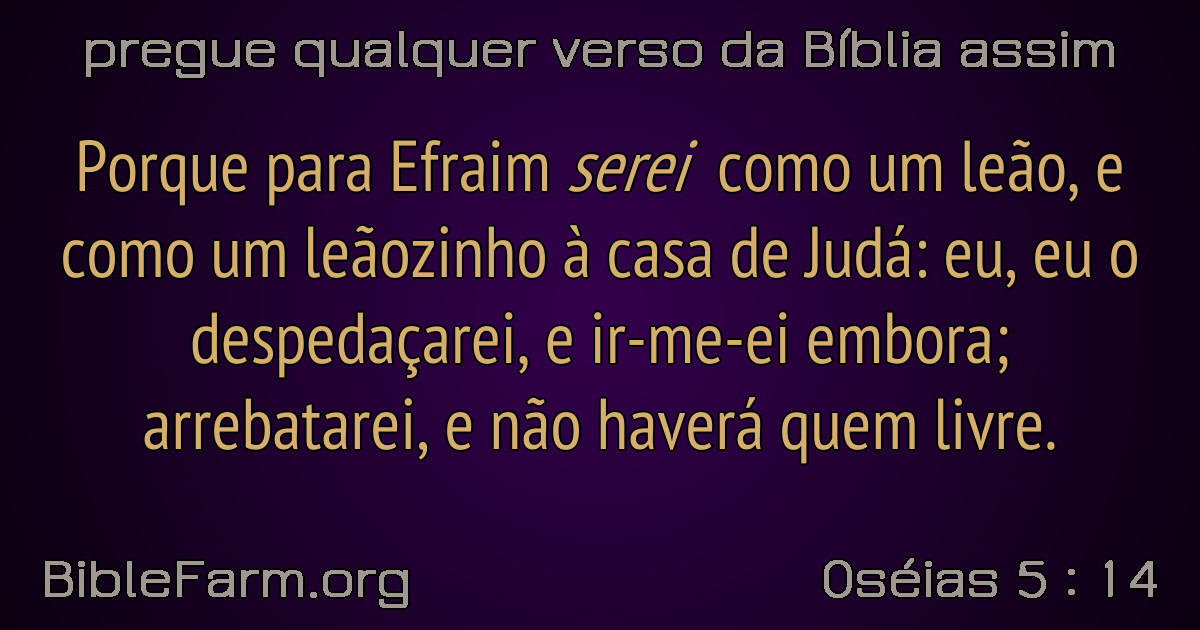 pregue qualquer verso da Bíblia assim
Porque para Efraim serei como um leão, e
como um leãozinho à casa de Judá: eu, eu o
despedaçarei, e ir-me-ei embora;
arrebatarei, e não haverá quem livre.
BibleFarm.org
Oséias 5 : 14